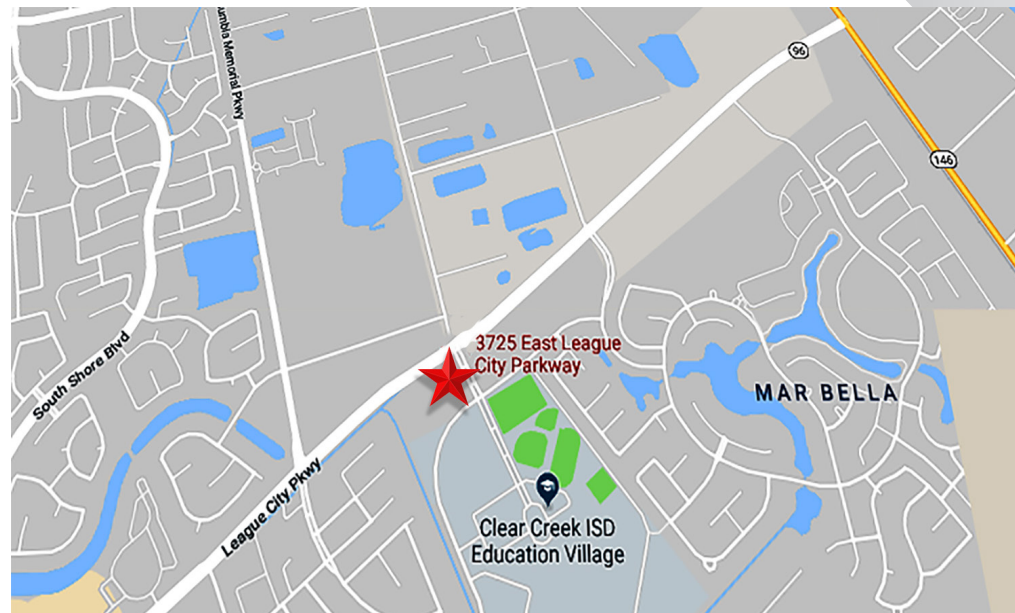 umbia Memorial Pkwy
96
146
3725 East League
City Parkway
South Shore Blvd
MAR BELLA
League City Pkwy
Clear Creek ISD
Education Village